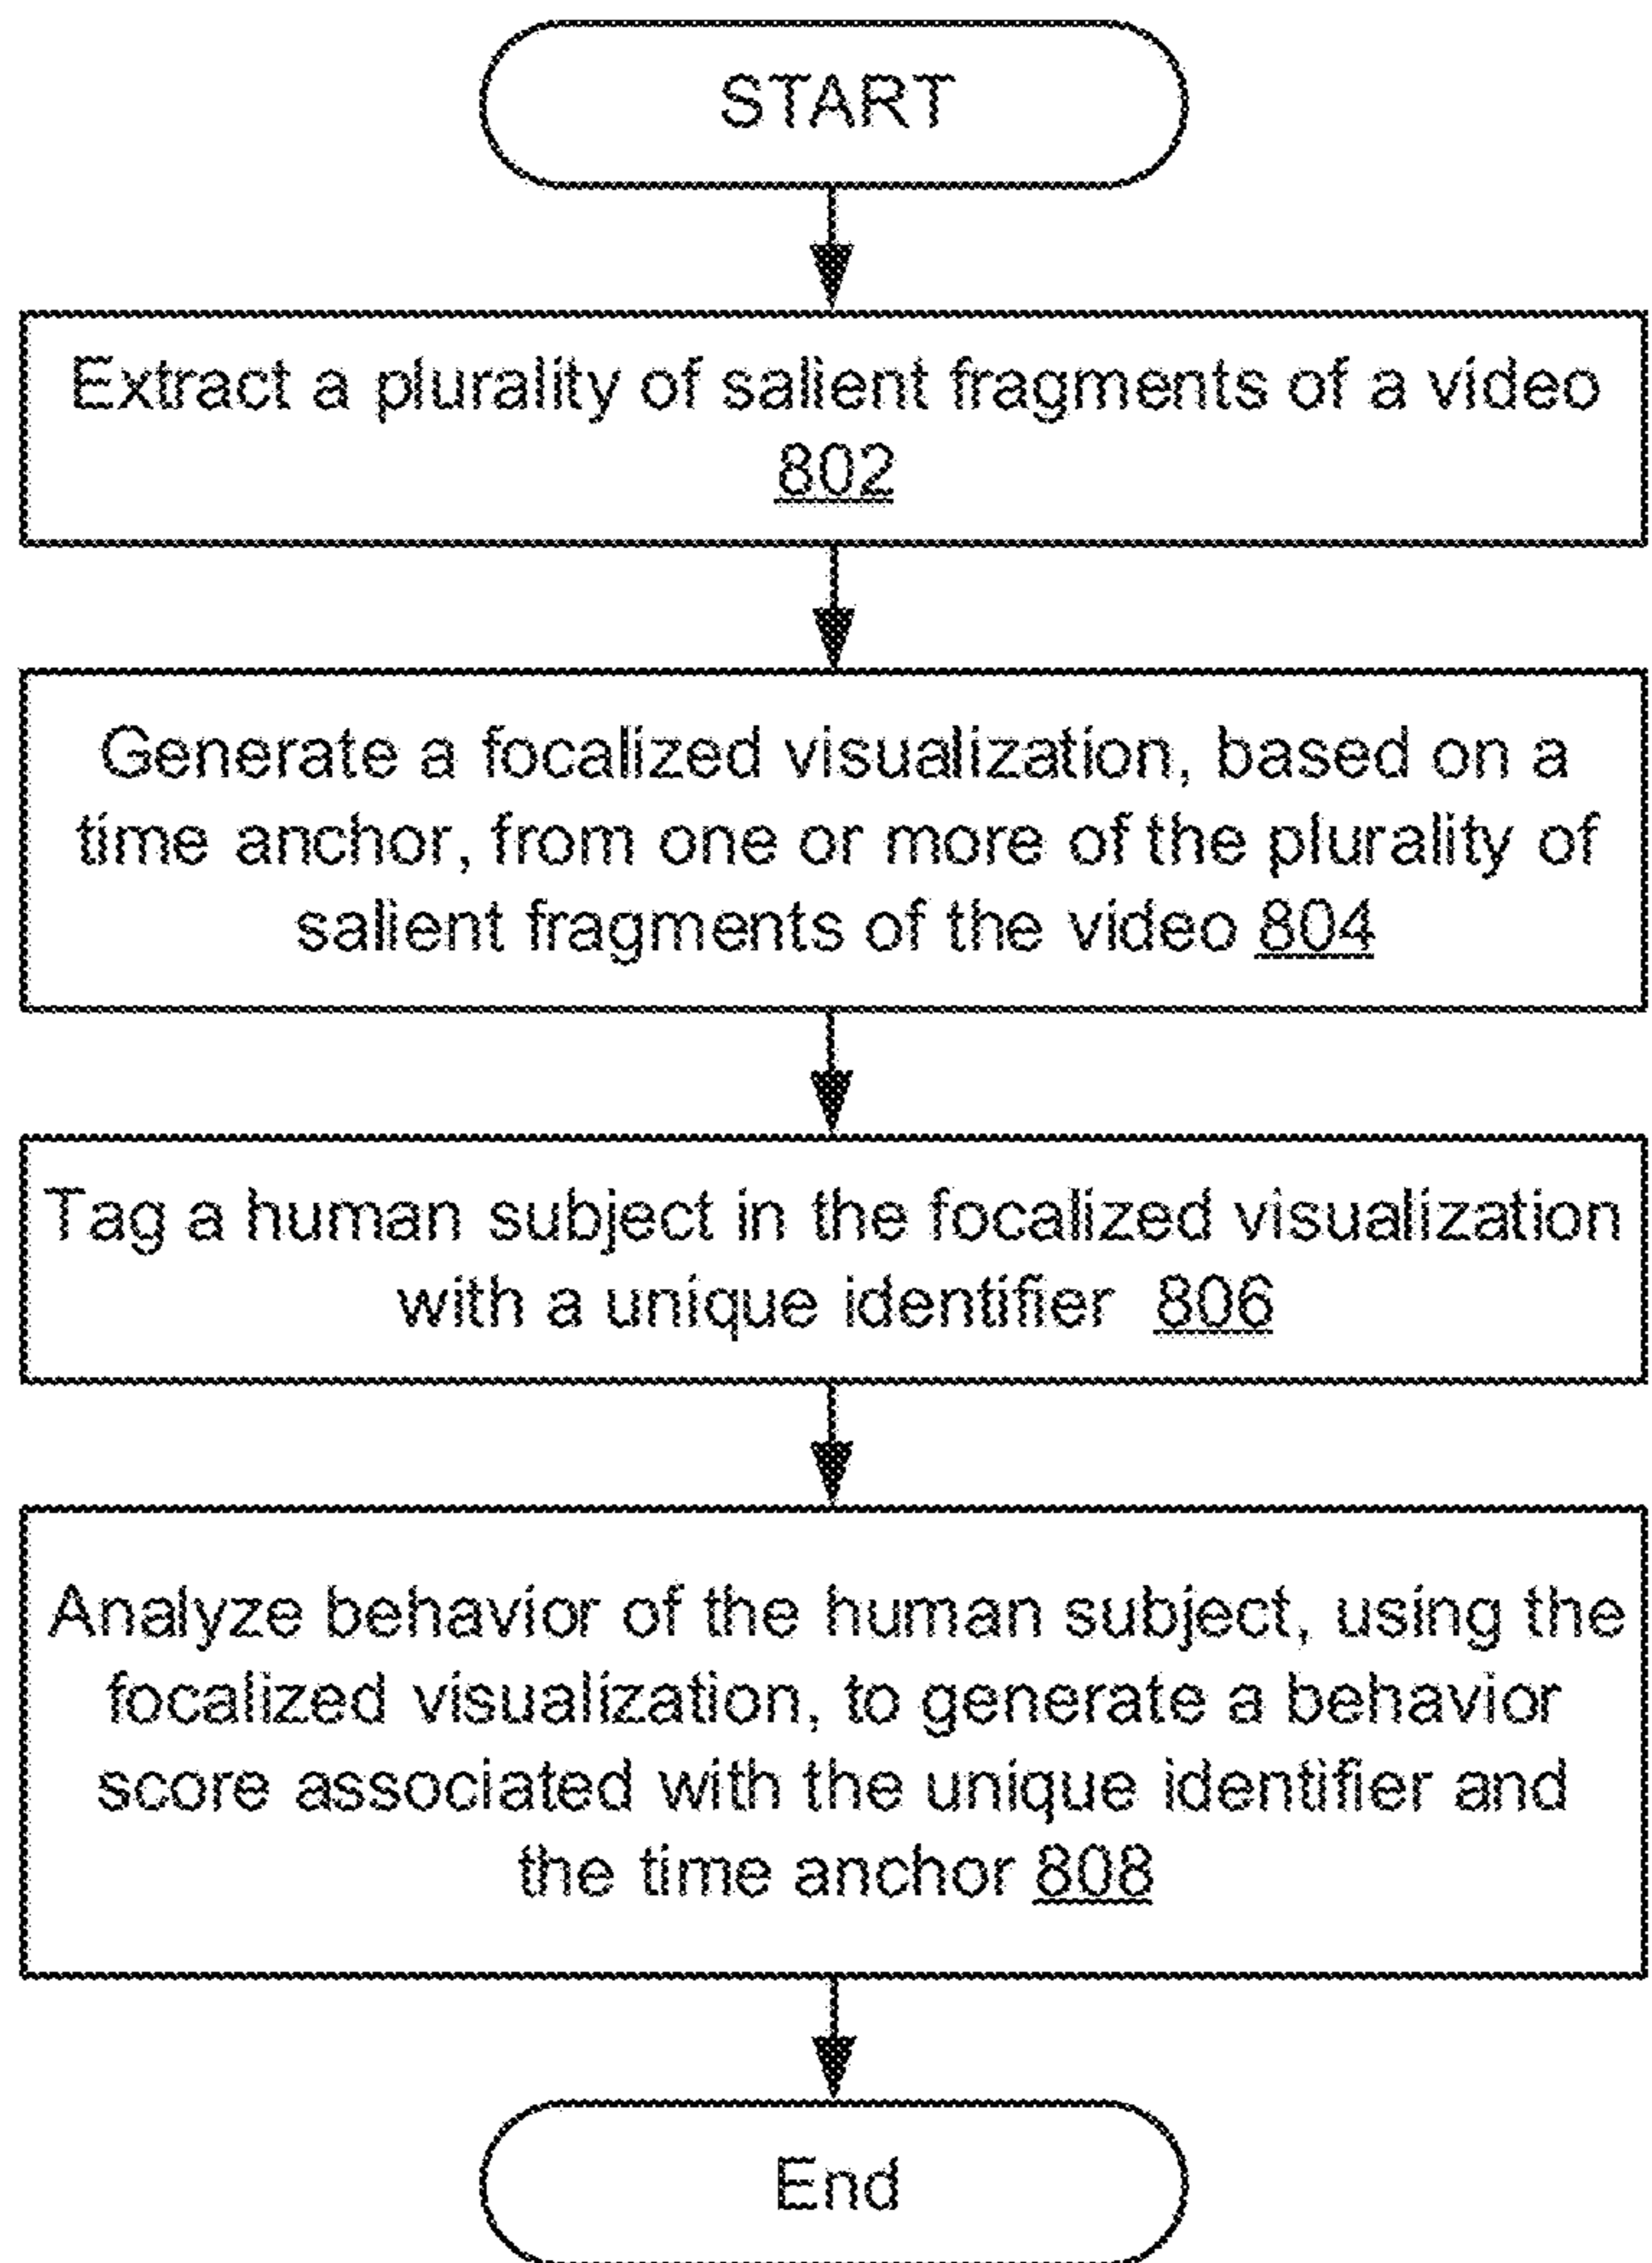 START
Extract a plurality of salient fragments of a video
802
Generate a focalized visualization, based on a
time anchor, from one or more of the plurality of
salient fragments of the video 804
Tag a human subject in the focalized visualization
with a unique identifier 806
Analyze behavior of the human subject, using the
focalized visualization, to generate a behavior
score associated with the unique identifier and
the time anchor 808
End